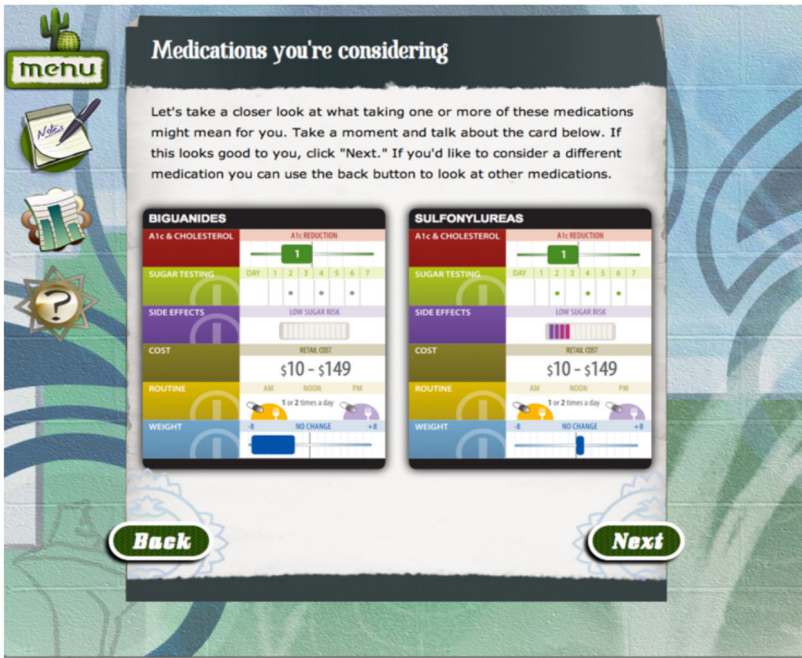 menu
Notes
?
Medications you're considering
Let's take a closer look at what taking one or more of these medications
might mean for you. Take a moment and talk about the card below. If
this looks good to you, click "Next." If you'd like to consider a different
medication you can use the back button to look at other medications.
BIGUANIDES
A1c & CHOLESTEROL
A1c REDUCTION
1
SUGAR TESTING
DAY 1 2 3 4 5 6 7
SIDE EFFECTS
LOW SUGAR RISK
COST
RETAIL COST
$10 – $149
ROUTINE
AM NOON PM
1 or 2 times a day
WEIGHT
-8 NO CHANGE +8
SULFONYLUREAS
A1c & CHOLESTEROL
A1c REDUCTION
1
SUGAR TESTING
DAY 1 2 3 4 5 6 7
SIDE EFFECTS
LOW SUGAR RISK
COST
RETAIL COST
$10 – $149
ROUTINE
AM NOON PM
1 or 2 times a day
WEIGHT
-8 NO CHANGE +8
Back
Next